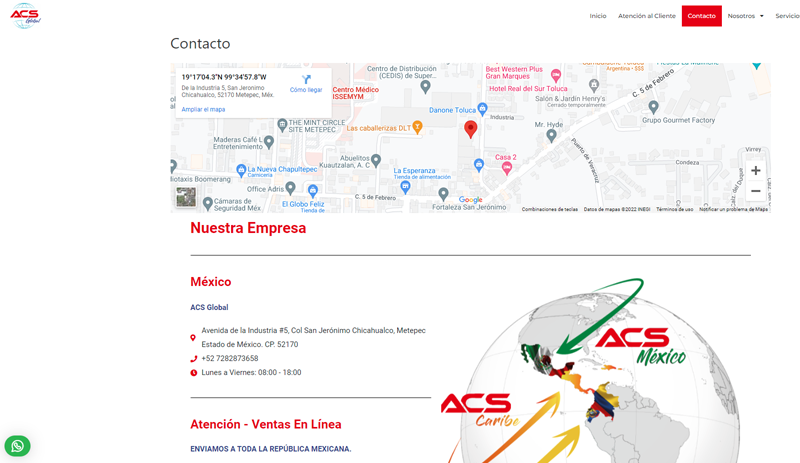 ACS
Global
Inicio
Atención al Cliente
Contacto
Nosotros
Servicio
Contacto
19°17'04.3"N 99°34'57.8"W
De la Industria 5, San Jeronimo
Chicahualco, 52170 Metepec, Méx.
Cómo llegar
Ampliar el mapa
Centro de Distribución
(CEDIS) de Super...
Centro Médico
ISSEMYM
Best Western Plus
Gran Marques
Argentina • $$$
Hotel Real del Sur Toluca
Salón & Jardin Henry's
Cerrado temporalmente
C. 5 de Febrero
Danone Toluca
Industria
Grupo Gourmet Factory
THE MINT CIRCLE
SITE METEPEC
Las caballerizas DLT
Mr. Hyde
Maderas Café L
Entretenimiento
Abuelitos
Kuautzalan, A. C
Puerto de Veracruz
Virrey
La Nueva Chapultepec
Camiseria
La Esperanza
Tienda de alimentación
Casa 2
Condeza
Miotaxis Boomerang
Office Adris
C. 5 de Febrero
Alt. del Duque
Cámaras de
Seguridad Méx
El Globo Feliz
Tienda de
Fortaleza San Jerónimo
Google
Combinaciones de teclas
Datos de mapas ©2022 INEGI
Términos de uso
Notificar un problema de Maps
Nuestra Empresa
México
ACS Global
Avenida de la Industria #5, Col San Jerónimo Chicahualco, Metepec
Estado de México. CP. 52170
+52 7282873658
Lunes a Viernes: 08:00 - 18:00
ACS
México
ACS
Caribe
Atención - Ventas En Línea
ENVIAMOS A TODA LA REPÚBLICA MEXICANA.